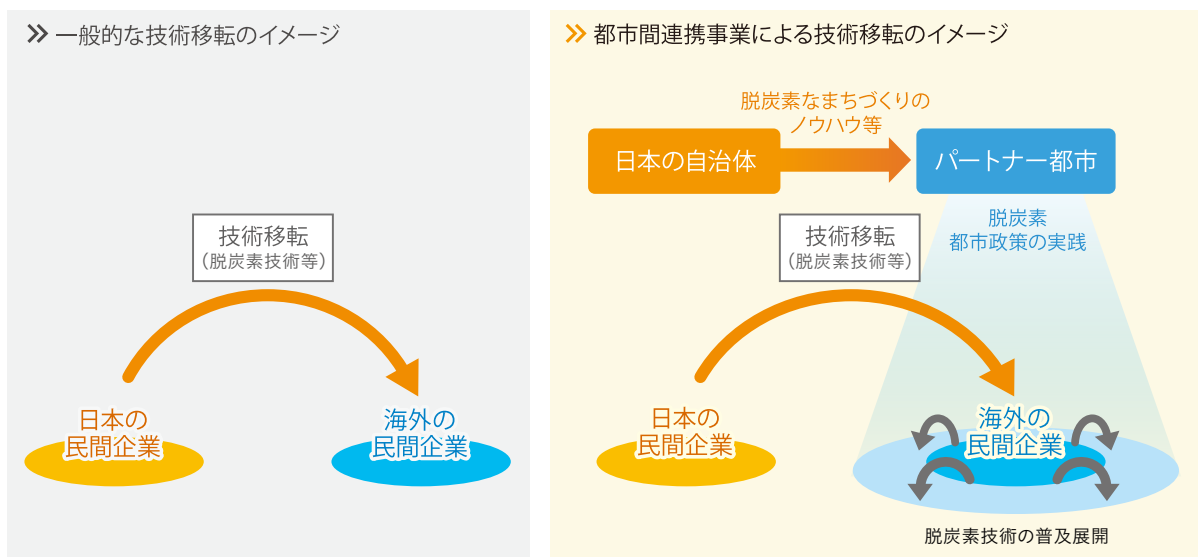 一般的な技術移転のイメージ
技術移転
(脱炭素技術等)
日本の
民間企業
海外の
民間企業
都市間連携事業による技術移転のイメージ
脱炭素なまちづくりの
ノウハウ等
日本の自治体
パートナー都市
脱炭素
都市政策の実践
技術移転
(脱炭素技術等)
日本の
民間企業
海外の
民間企業
脱炭素技術の普及展開